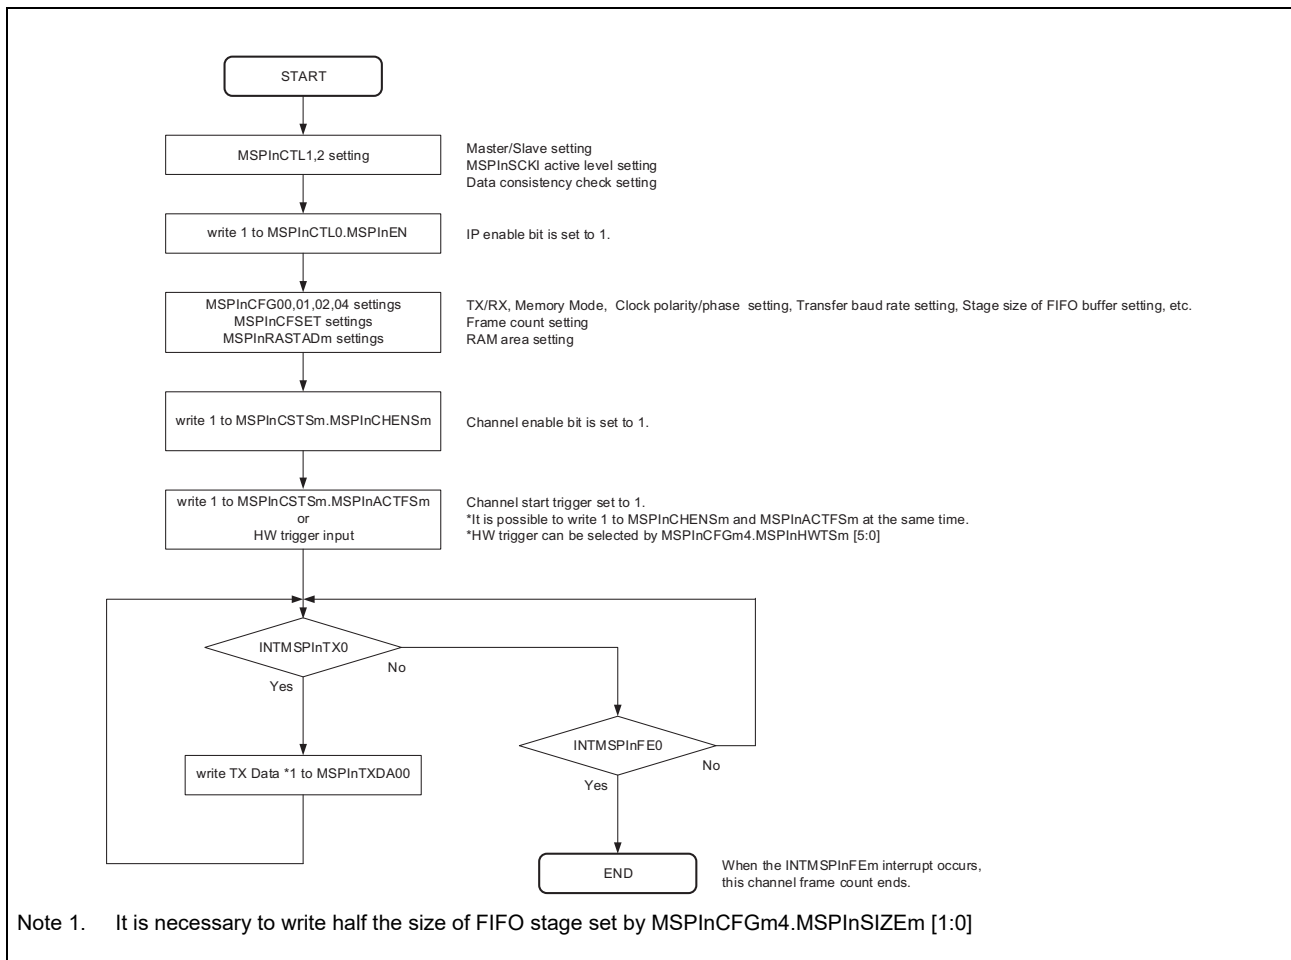 START
MSPInCTL1,2 setting
Master/Slave setting
MSPInSCKI active level setting
Data consistency check setting
write 1 to MSPInCTL0.MSPInEN
IP enable bit is set to 1.
MSPInCFG00,01,02,04 settings
MSPInCFSET settings
MSPInRASTADm settings
TX/RX, Memory Mode, Clock polarity/phase setting, Transfer baud rate setting, Stage size of FIFO buffer setting, etc.
Frame count setting
RAM area setting
write 1 to MSPInCSTSm.MSPInCHENSm
Channel enable bit is set to 1.
write 1 to MSPInCSTSm.MSPInACTFSm
or
HW trigger input
Channel start trigger set to 1.
*It is possible to write 1 to MSPInCHENSm and MSPInACTFSm at the same time.
*HW trigger can be selected by MSPInCFGm4.MSPInHWTSm [5:0]
INTMSPInTX0
No
Yes
INTMSPInFE0
No
Yes
write TX Data *1 to MSPInTXDA00
END
When the INTMSPInFEm interrupt occurs,
this channel frame count ends.
Note 1. It is necessary to write half the size of FIFO stage set by MSPInCFGm4.MSPInSIZEm [1:0]